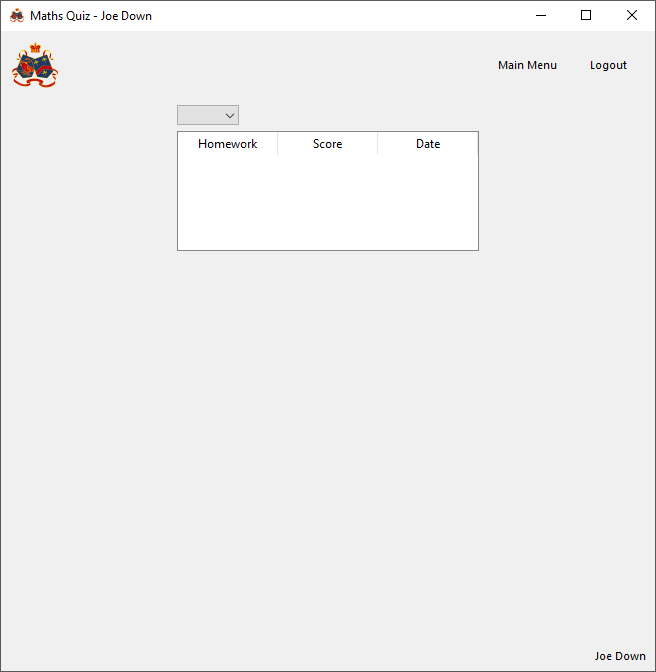 Maths Quiz - Joe Down
Main Menu Logout
Homework Score Date
Joe Down